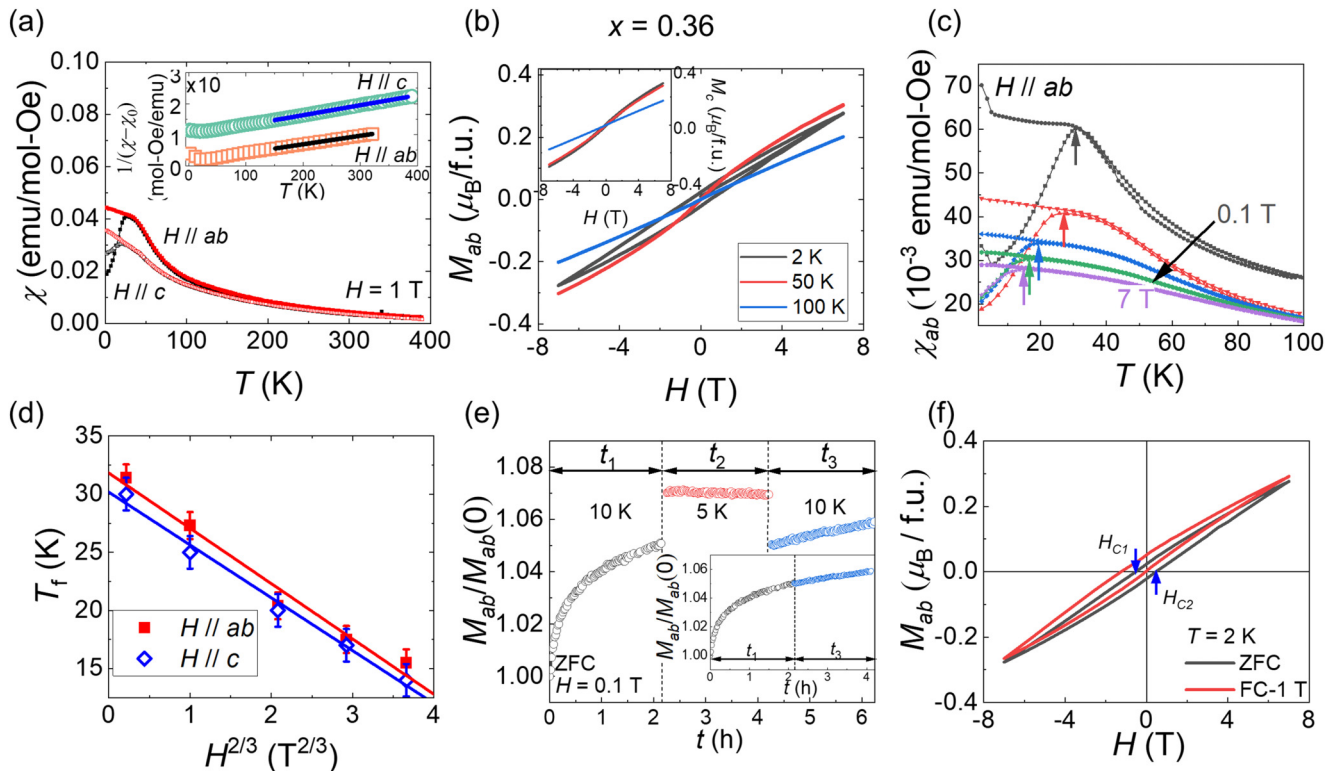 x = 0.36
(a)
χ (emu/mol-Oe)
0.10
0.08
0.06
0.04
0.02
0.00
0 100 200 300 400
T (K)
H // ab
H // c
H = 1 T
1/(χ−χ0)
(mol-Oe/emu)
x10
3
2
1
0
0 100 200 300 400
T (K)
H // c
H // ab
(b)
Mab (μB/f.u.)
0.4
0.2
0.0
-0.2
-0.4
-8 -4 0 4 8
H (T)
2 K
50 K
100 K
Mc (μB/f.u.)
0.4
0.0
-0.4
-8 -4 0 4 8
H (T)
(c)
χab (10-3 emu/mol-Oe)
70
60
50
40
30
20
0 20 40 60 80 100
T (K)
H // ab
0.1 T
7 T
(d)
Tf (K)
35
30
25
20
15
0 1 2 3 4
H2/3 (T2/3)
H // ab
H // c
(e)
Mab/Mab(0)
1.10
1.08
1.06
1.04
1.02
1.00
0 2 4 6
t (h)
t1 t2 t3
10 K 5 K 10 K
ZFC
H = 0.1 T
Mab/Mab(0)
1.06
1.04
1.02
1.00
0 1 2 3 4
t (h)
t1 t3
(f)
Mab (μB / f.u.)
0.4
0.2
0.0
-0.2
-0.4
-8 -4 0 4 8
H (T)
HC1
HC2
T = 2 K
ZFC
FC-1 T